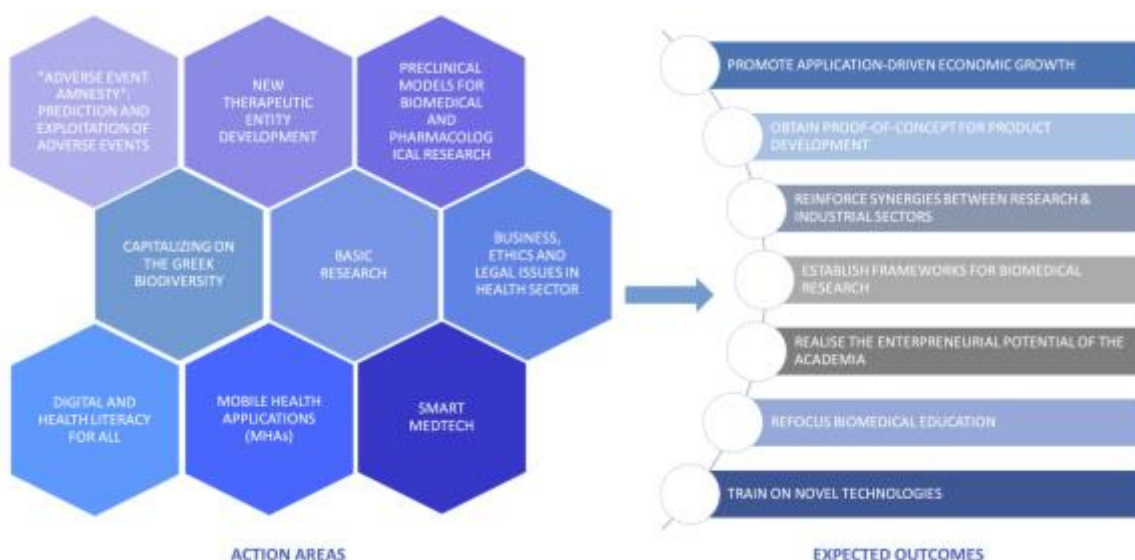 "ADVERSE EVENT
AMNESTY":
PREDICTION AND
EXPLOITATION OF
ADVERSE EVENTS
NEW
THERAPEUTIC
ENTITY
DEVELOPMENT
PRECLINICAL
MODELS FOR
BIOMEDICAL
AND
PHARMACOLOG
ICAL RESEARCH
CAPITALIZING ON
THE GREEK
BIODIVERSITY
BASIC
RESEARCH
BUSINESS,
ETHICS AND
LEGAL ISSUES IN
HEALTH SECTOR
DIGITAL AND
HEALTH LITERACY
FOR ALL
MOBILE HEALTH
APPLICATIONS
(MHAs)
SMART
MEDTECH
ACTION AREAS
PROMOTE APPLICATION-DRIVEN ECONOMIC GROWTH
OBTAIN PROOF-OF-CONCEPT FOR PRODUCT
DEVELOPMENT
REINFORCE SYNERGIES BETWEEN RESEARCH &
INDUSTRIAL SECTORS
ESTABLISH FRAMEWORKS FOR BIOMEDICAL
RESEARCH
REALISE THE ENTERPRENEURIAL POTENTIAL OF THE
ACADEMIA
REFOCUS BIOMEDICAL EDUCATION
TRAIN ON NOVEL TECHNOLOGIES
EXPECTED OUTCOMES